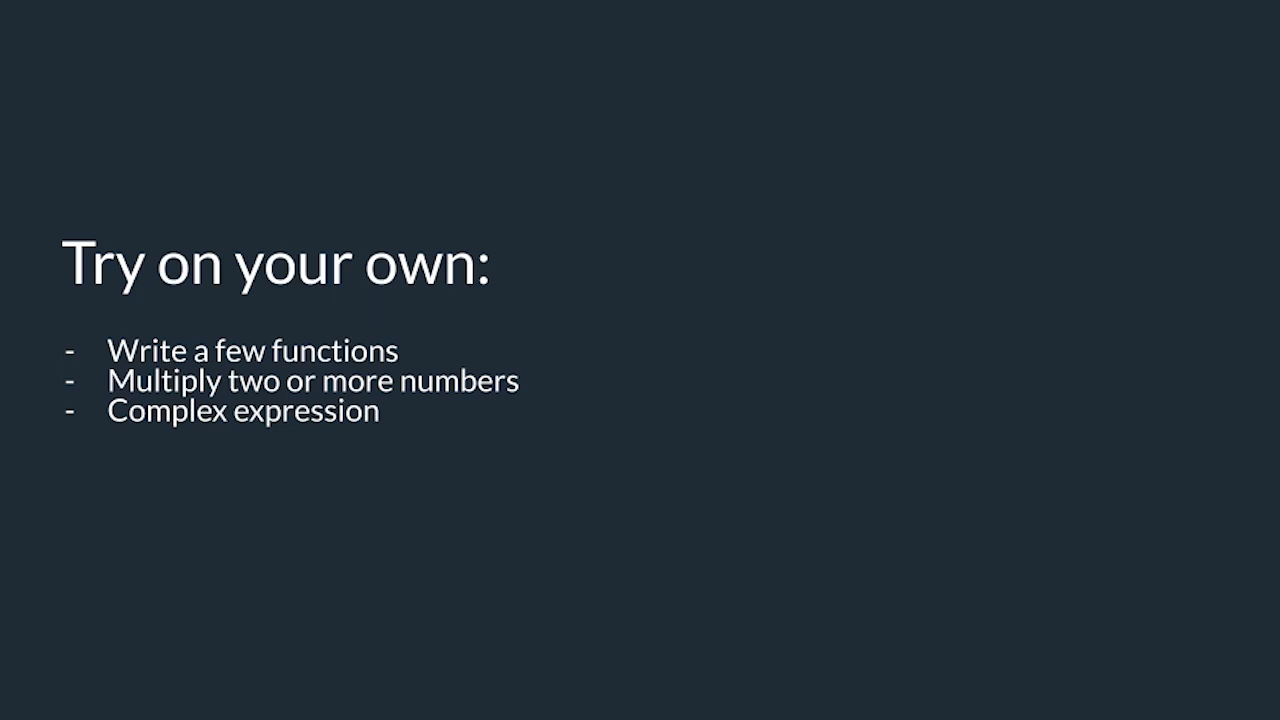 Try on your own:
- Write a few functions
- Multiply two or more numbers
- Complex expression